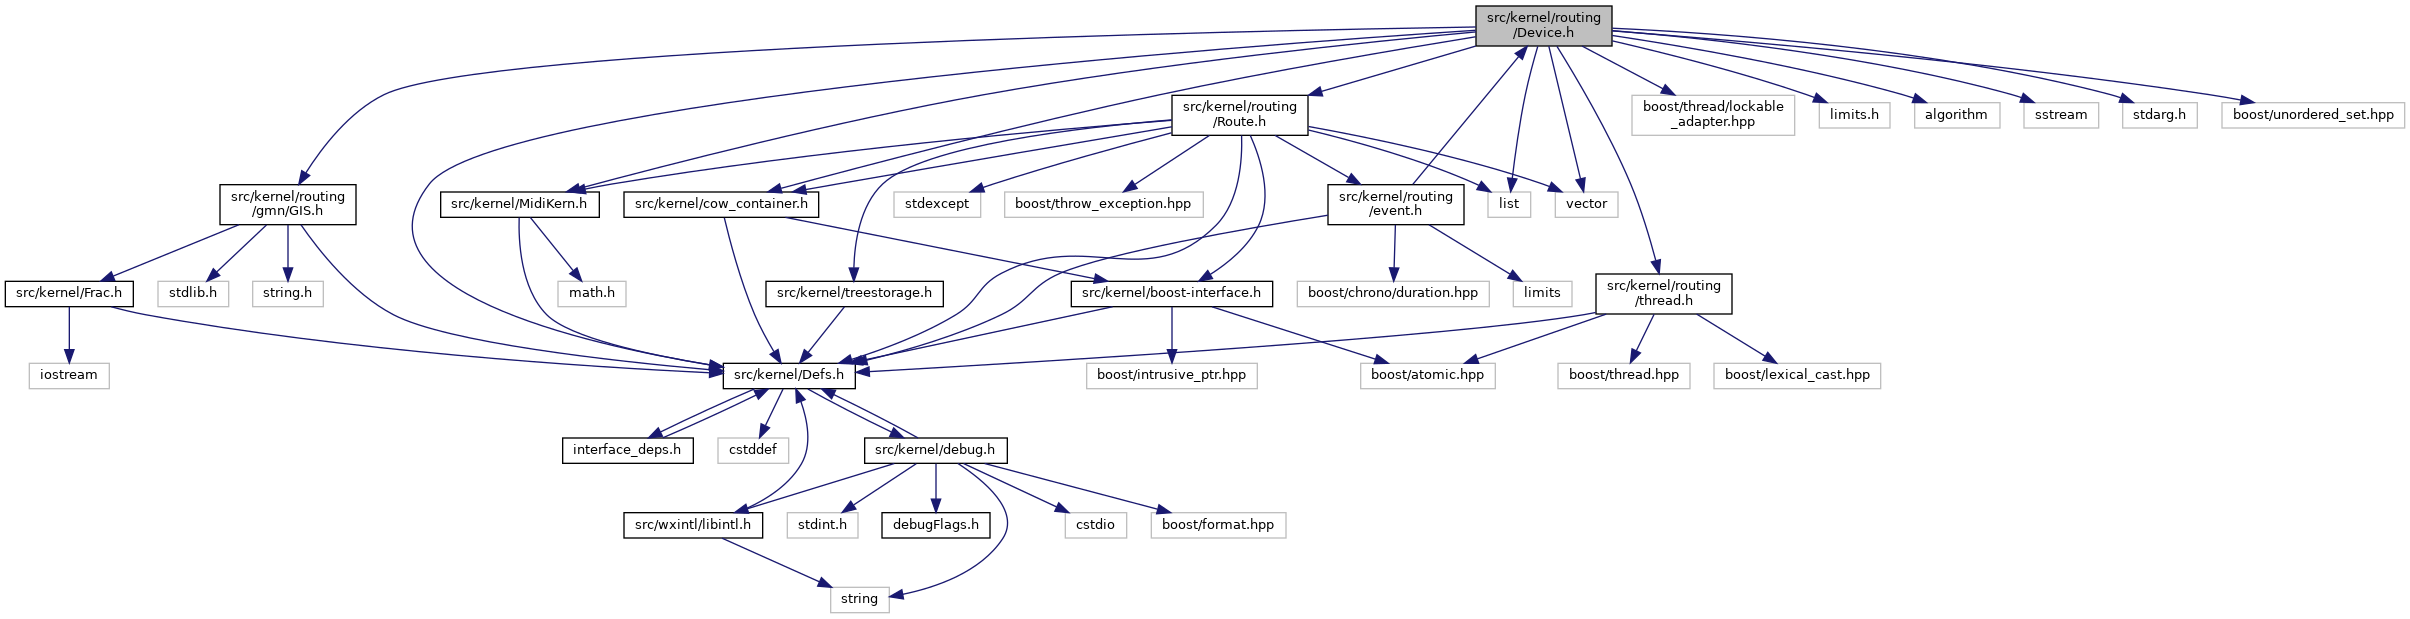 src/kernel/routing
/Device.h
src/kernel/routing
/Route.h
boost/thread/lockable
_adapter.hpp
limits.h
algorithm
sstream
stdarg.h
boost/unordered_set.hpp
src/kernel/routing
/gmn/GIS.h
src/kernel/MidiKern.h
src/kernel/cow_container.h
stdexcept
boost/throw_exception.hpp
src/kernel/routing
/event.h
list
vector
src/kernel/Frac.h
stdlib.h
string.h
math.h
src/kernel/treestorage.h
src/kernel/boost-interface.h
boost/chrono/duration.hpp
limits
src/kernel/routing
/thread.h
iostream
src/kernel/Defs.h
boost/intrusive_ptr.hpp
boost/atomic.hpp
boost/thread.hpp
boost/lexical_cast.hpp
interface_deps.h
cstddef
src/kernel/debug.h
src/wxintl/libintl.h
stdint.h
debugFlags.h
cstdio
boost/format.hpp
string